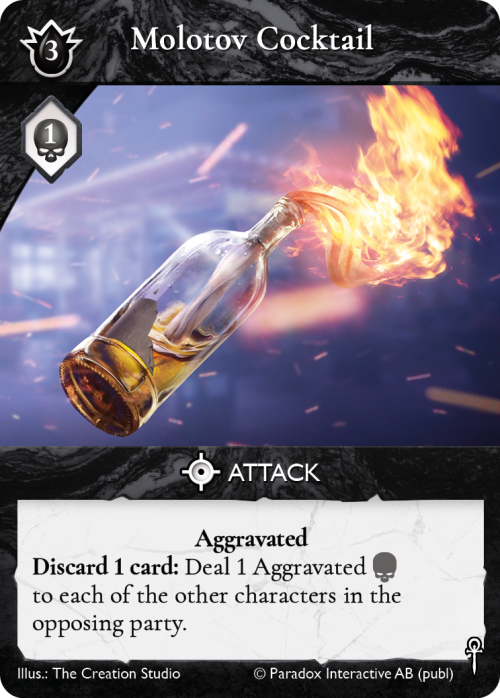 3
Molotov Cocktail
1
ATTACK
Aggravated
Discard 1 card: Deal 1 Aggravated
to each of the other characters in the
opposing party.
Illus.: The Creation Studio
© Paradox Interactive AB (publ)